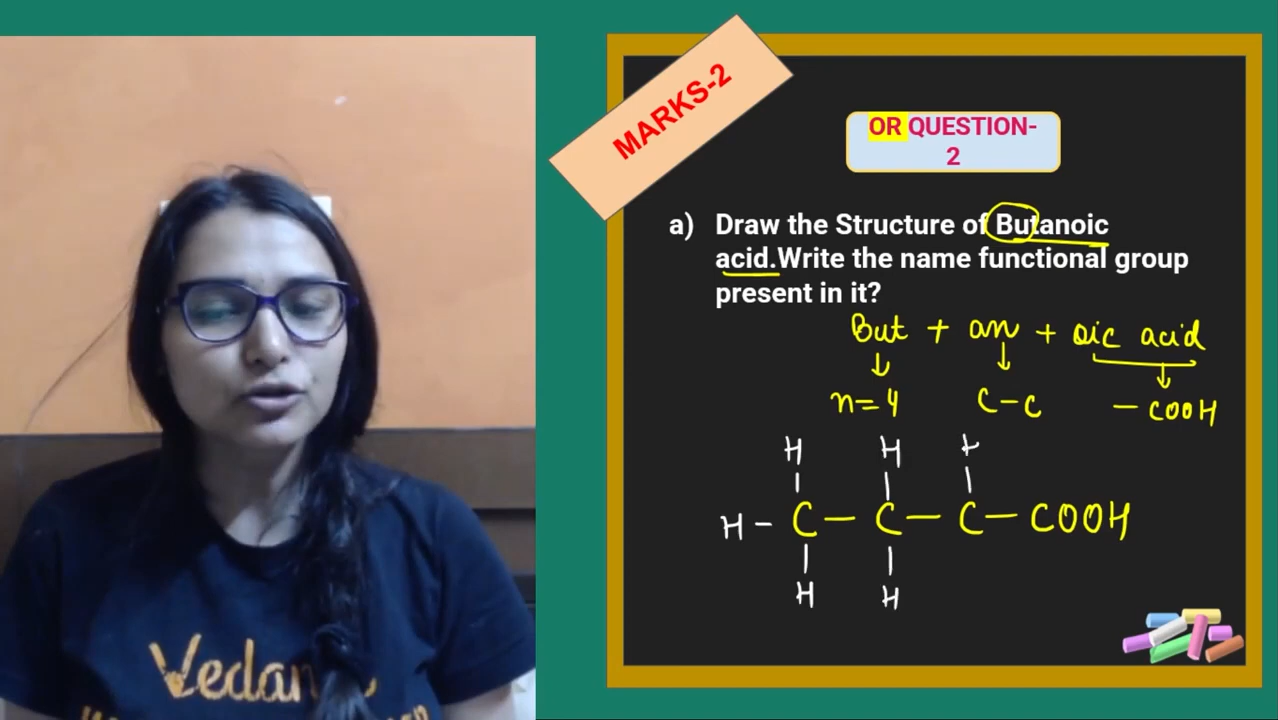 MARKS-2
OR QUESTION-
2
a) Draw the Structure of Butanoic
acid.Write the name functional group
present in it?
But + an + oic acid
n=4 C-C - COOH
H H
H - C - C - C - COOH
H H
Vedan